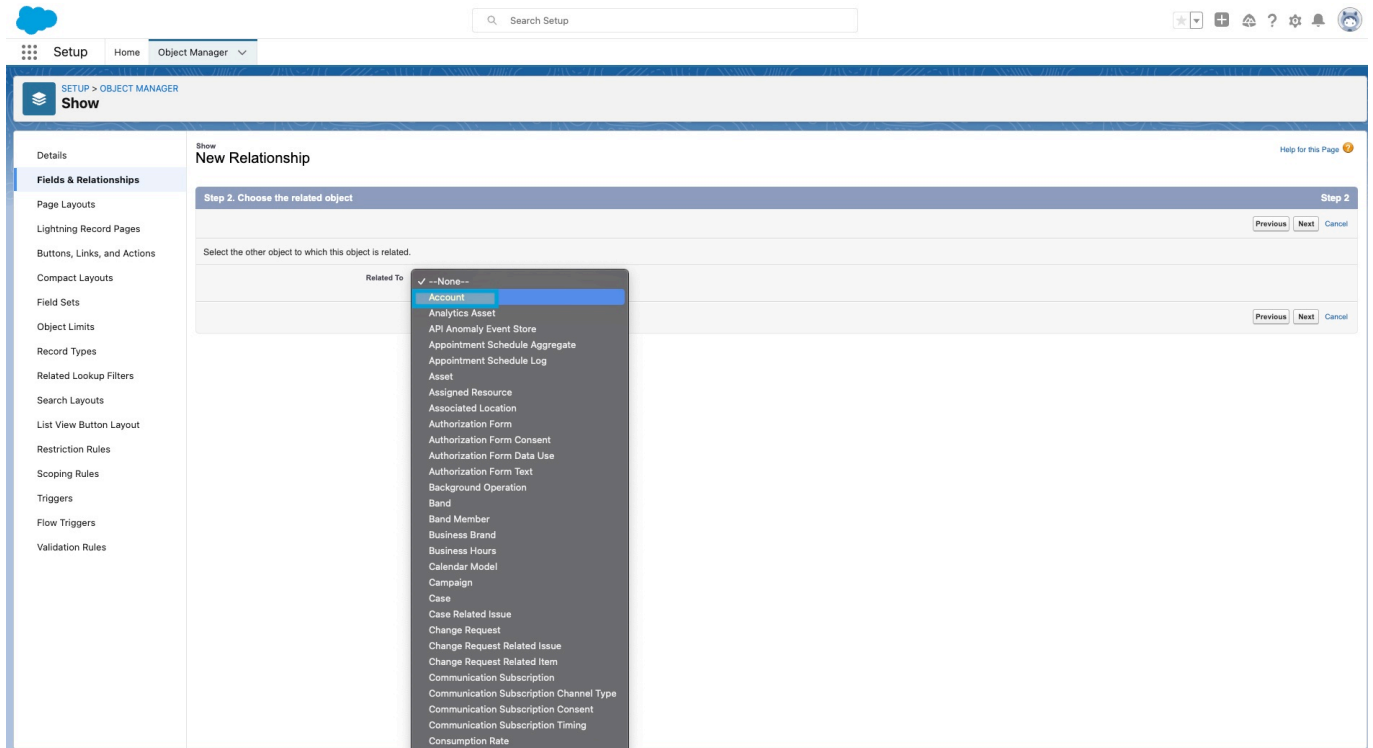 Search Setup
Setup
Home
Object Manager
SETUP > OBJECT MANAGER
Show
Details
Fields & Relationships
Page Layouts
Lightning Record Pages
Buttons, Links, and Actions
Compact Layouts
Field Sets
Object Limits
Record Types
Related Lookup Filters
Search Layouts
List View Button Layout
Restriction Rules
Scoping Rules
Triggers
Flow Triggers
Validation Rules
Show
New Relationship
Help for this Page ?
Step 2. Choose the related object Step 2
Previous Next Cancel
Select the other object to which this object is related.
Related To
✓ --None--
Account
Analytics Asset
API Anomaly Event Store
Appointment Schedule Aggregate
Appointment Schedule Log
Asset
Assigned Resource
Associated Location
Authorization Form
Authorization Form Consent
Authorization Form Data Use
Authorization Form Text
Background Operation
Band
Band Member
Business Brand
Business Hours
Calendar Model
Campaign
Case
Case Related Issue
Change Request
Change Request Related Issue
Change Request Related Item
Communication Subscription
Communication Subscription Channel Type
Communication Subscription Consent
Communication Subscription Timing
Consumption Rate
Previous Next Cancel